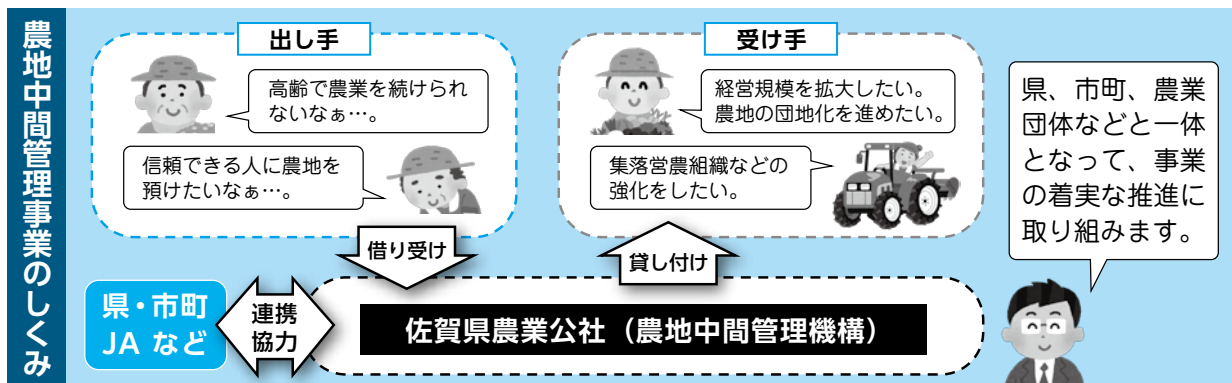 農地中間管理事業のしくみ
出し手
高齢で農業を続けられ
ないなぁ…。
信頼できる人に農地を
預けたいなぁ…。
受け手
経営規模を拡大したい。
農地の団地化を進めたい。
集落営農組織などの
強化をしたい。
県、市町、農業
団体などと一体
となって、事業
の着実な推進に
取り組みます。
借り受け
貸し付け
県・市町
JA など
連携
協力
佐賀県農業公社（農地中間管理機構）